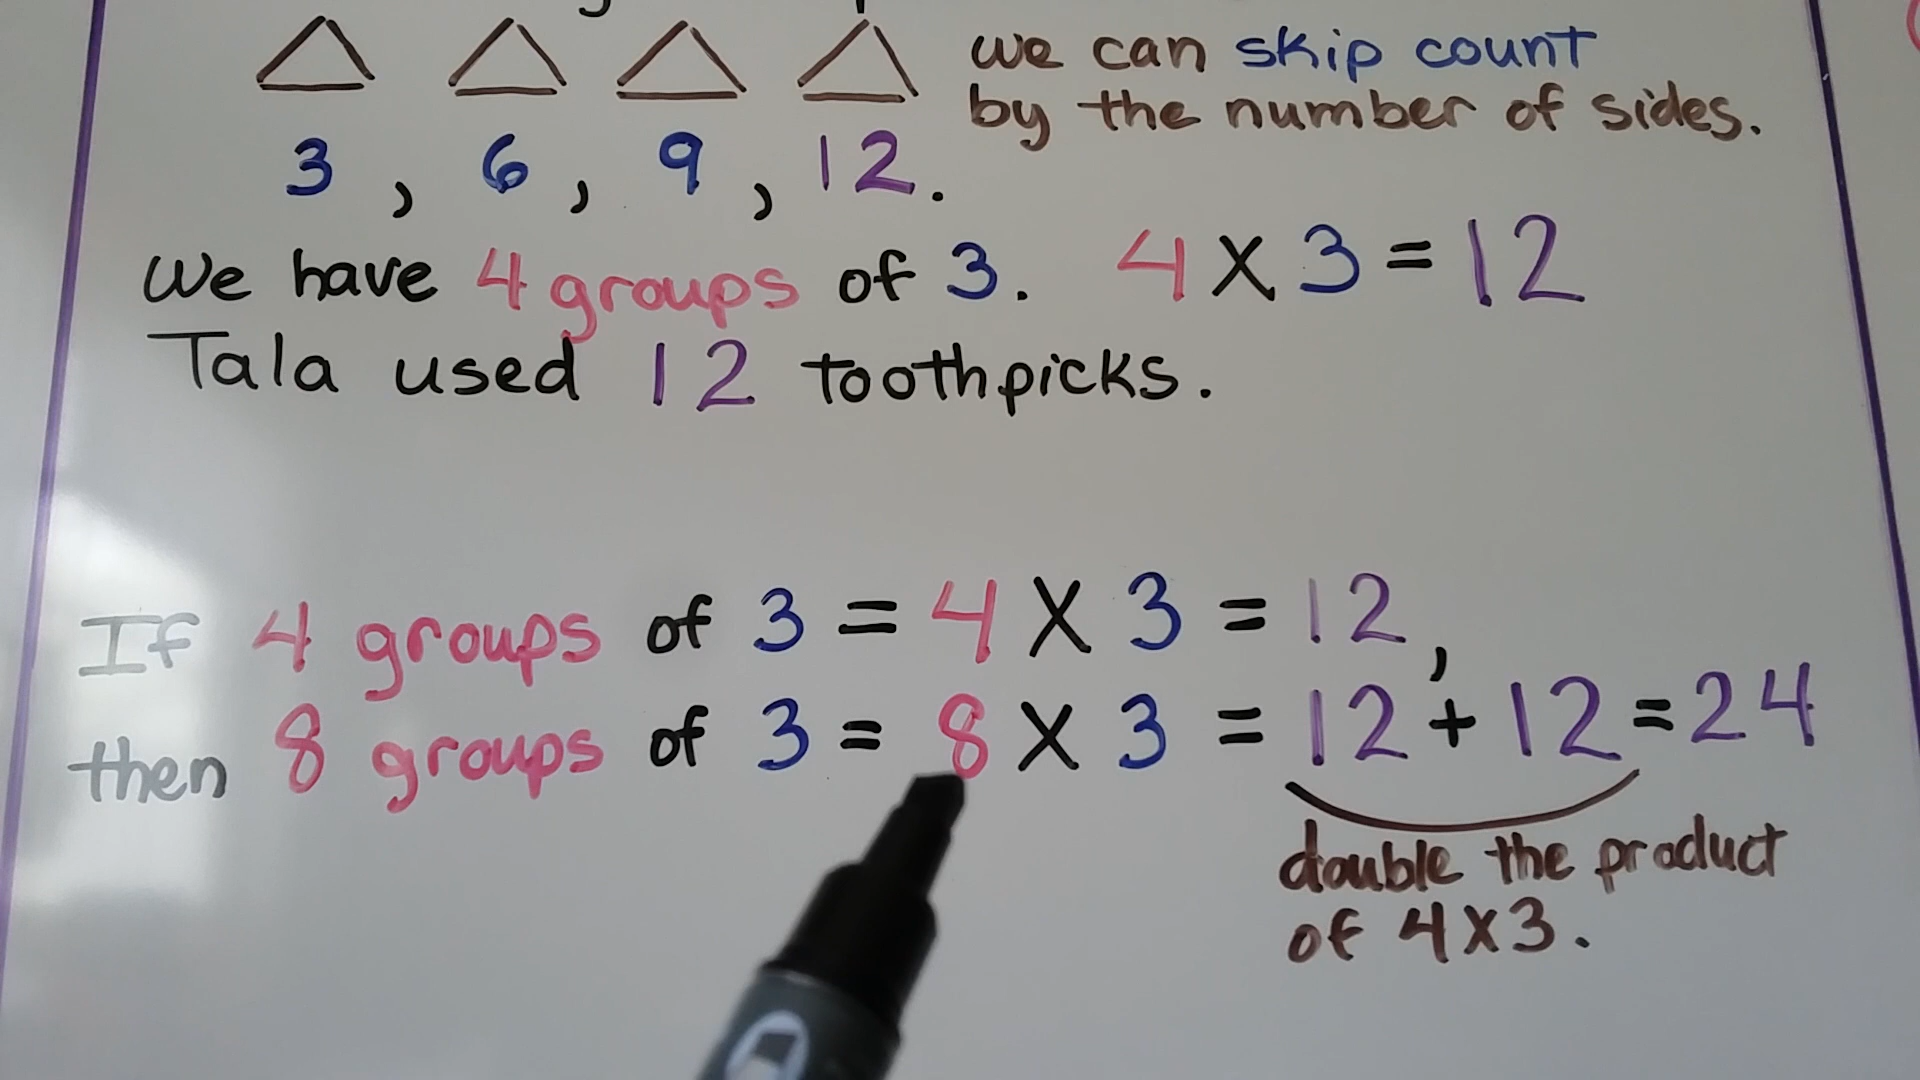 we can skip count
by the number of sides.
3, 6, 9, 12.
We have 4 groups of 3. 4 X 3 = 12
Tala used 12 toothpicks.
If 4 groups of 3 = 4 X 3 = 12,
then 8 groups of 3 = 8 X 3 = 12 + 12 = 24
double the product
of 4x3.